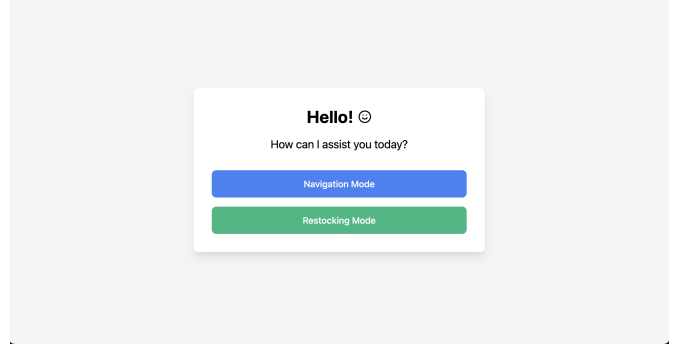 Hello! ☺
How can I assist you today?
Navigation Mode
Restocking Mode